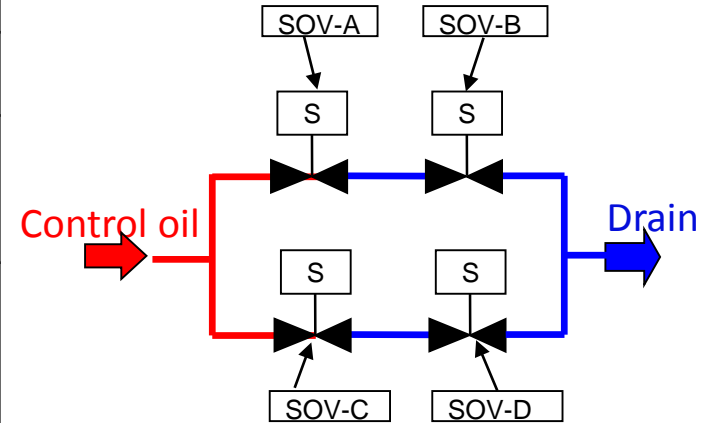 SOV-A
SOV-B
S
S
Control oil
Drain
S
S
SOV-C
SOV-D